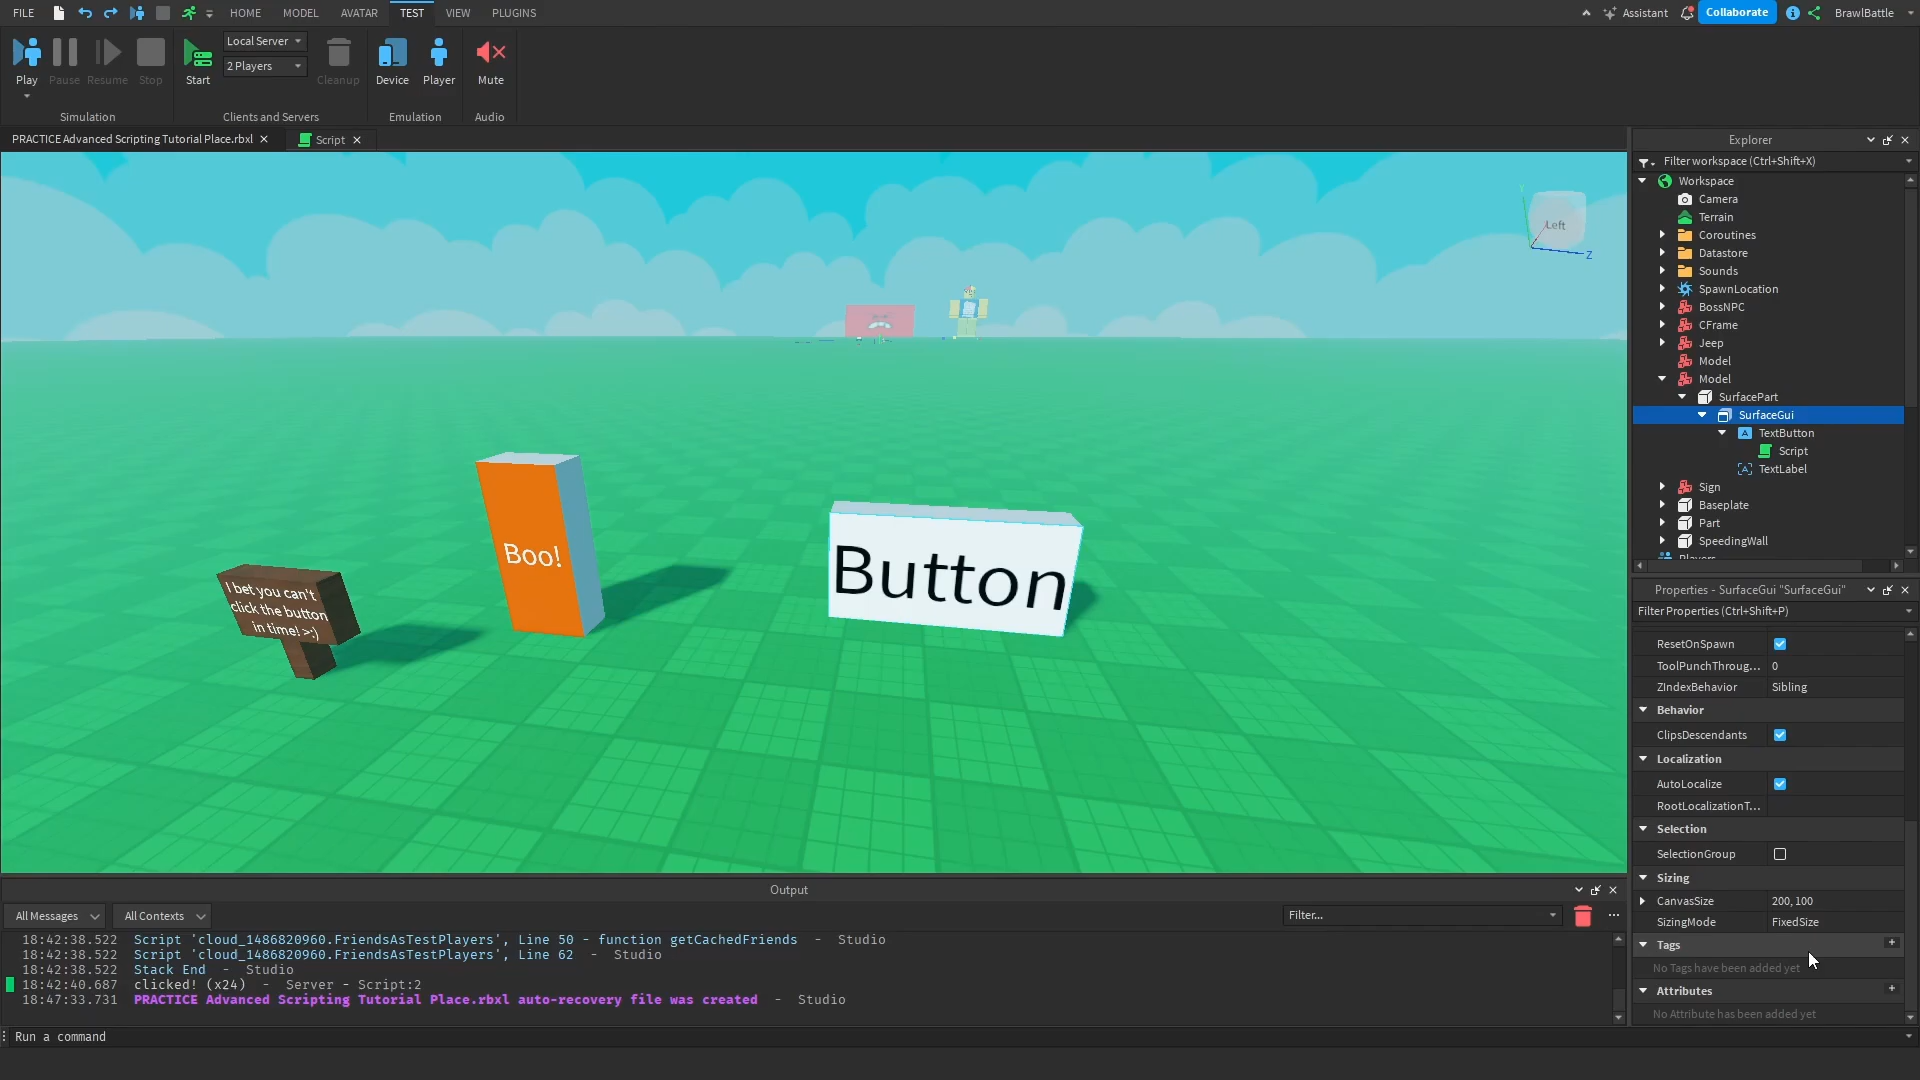 FILE HOME MODEL AVATAR TEST VIEW PLUGINS Assistant Collaborate BrawlBattle
Local Server
2 Players
Play Pause Resume Stop Start Cleanup Device Player Mute
Simulation Clients and Servers Emulation Audio
PRACTICE Advanced Scripting Tutorial Place.rbxl Script
Left
Z
Boo!
I bet you can't
click the button
in time! >:)
Button
Explorer
Filter workspace (Ctrl+Shift+X)
Workspace
Camera
Terrain
Coroutines
Datastore
Sounds
SpawnLocation
BossNPC
CFrame
Jeep
Model
Model
SurfacePart
SurfaceGui
TextButton
Script
TextLabel
Sign
Baseplate
Part
SpeedingWall
Players
Properties - SurfaceGui "SurfaceGui"
Filter Properties (Ctrl+Shift+P)
ResetOnSpawn
ToolPunchThroug... 0
ZIndexBehavior Sibling
Behavior
ClipsDescendants
Localization
AutoLocalize
RootLocalizationT...
Selection
SelectionGroup
Sizing
CanvasSize 200, 100
SizingMode FixedSize
Tags
No Tags have been added yet
Attributes
No Attribute has been added yet
Output
All Messages All Contexts Filter...
18:42:38.522 Script 'cloud_1486820960.FriendsAsTestPlayers', Line 50 - function getCachedFriends - Studio
18:42:38.522 Script 'cloud_1486820960.FriendsAsTestPlayers', Line 62 - Studio
18:42:38.522 Stack End - Studio
18:42:40.687 clicked! (x24) - Server - Script:2
18:47:33.731 PRACTICE Advanced Scripting Tutorial Place.rbxl auto-recovery file was created - Studio
Run a command